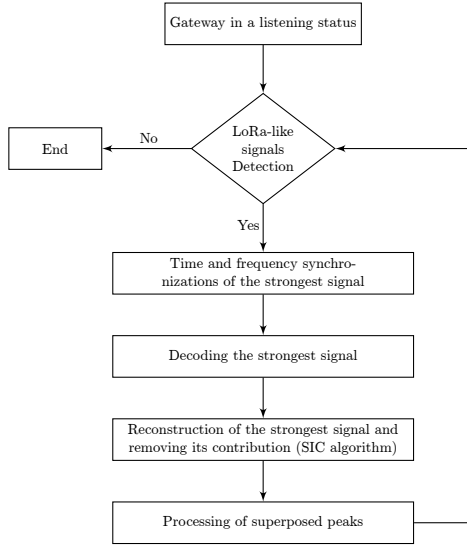 Gateway in a listening status
LoRa-like
signals
Detection
No
End
Yes
Time and frequency synchro-
nizations of the strongest signal
Decoding the strongest signal
Reconstruction of the strongest signal and
removing its contribution (SIC algorithm)
Processing of superposed peaks